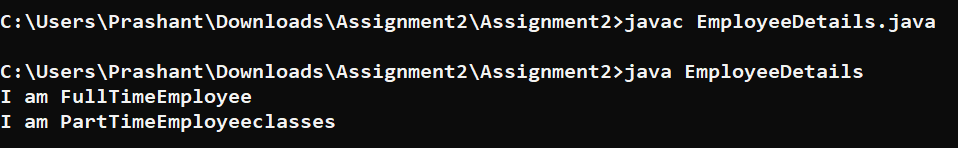 C:\Users\Prashant\Downloads\Assignment2\Assignment2>javac EmployeeDetails.java
C:\Users\Prashant\Downloads\Assignment2\Assignment2>java EmployeeDetails
I am FullTimeEmployee
I am PartTimeEmployeeclasses